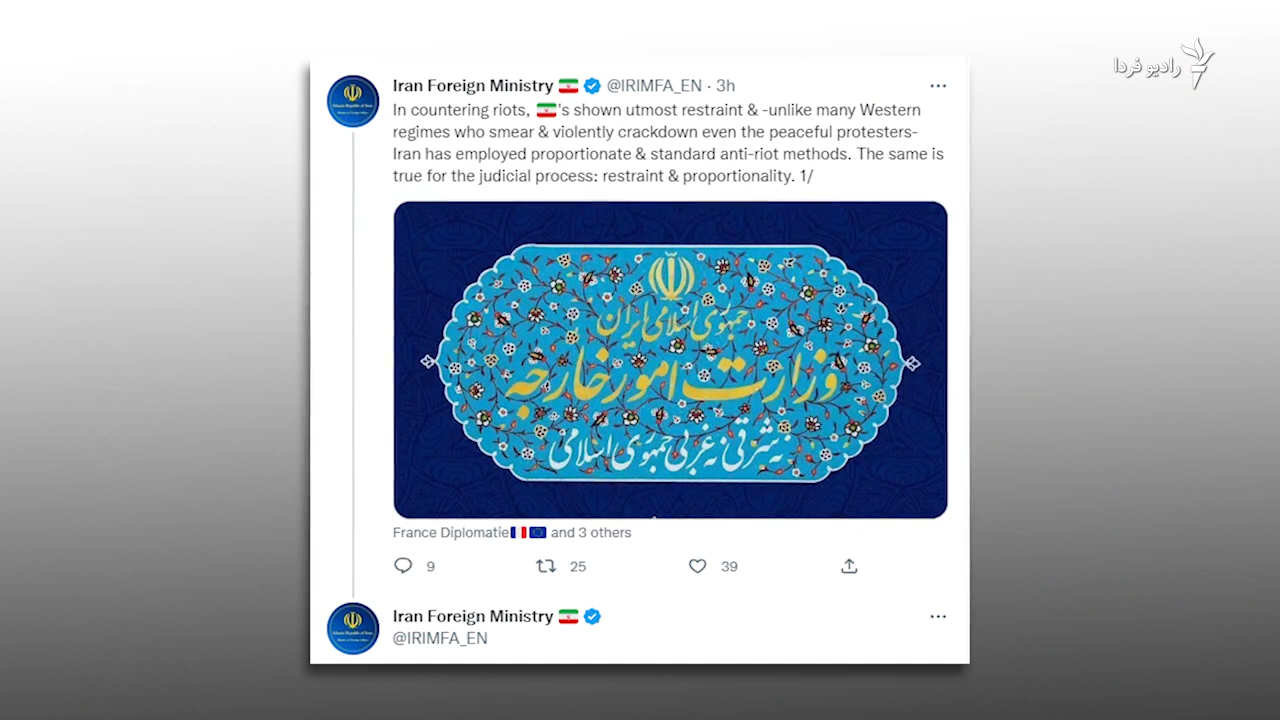 رادیو فردا
Iran Foreign Ministry 🇮🇷 @IRIMFA_EN · 3h
In countering riots, 🇮🇷's shown utmost restraint & -unlike many Western
regimes who smear & violently crackdown even the peaceful protesters-
Iran has employed proportionate & standard anti-riot methods. The same is
true for the judicial process: restraint & proportionality. 1/
جمهوری اسلامی ایران
وزارت امور خارجه
نه شرقی نه غربی جمهوری اسلامی
France Diplomatie🇫🇷🇪🇺 and 3 others
9 25 39
Iran Foreign Ministry 🇮🇷
@IRIMFA_EN